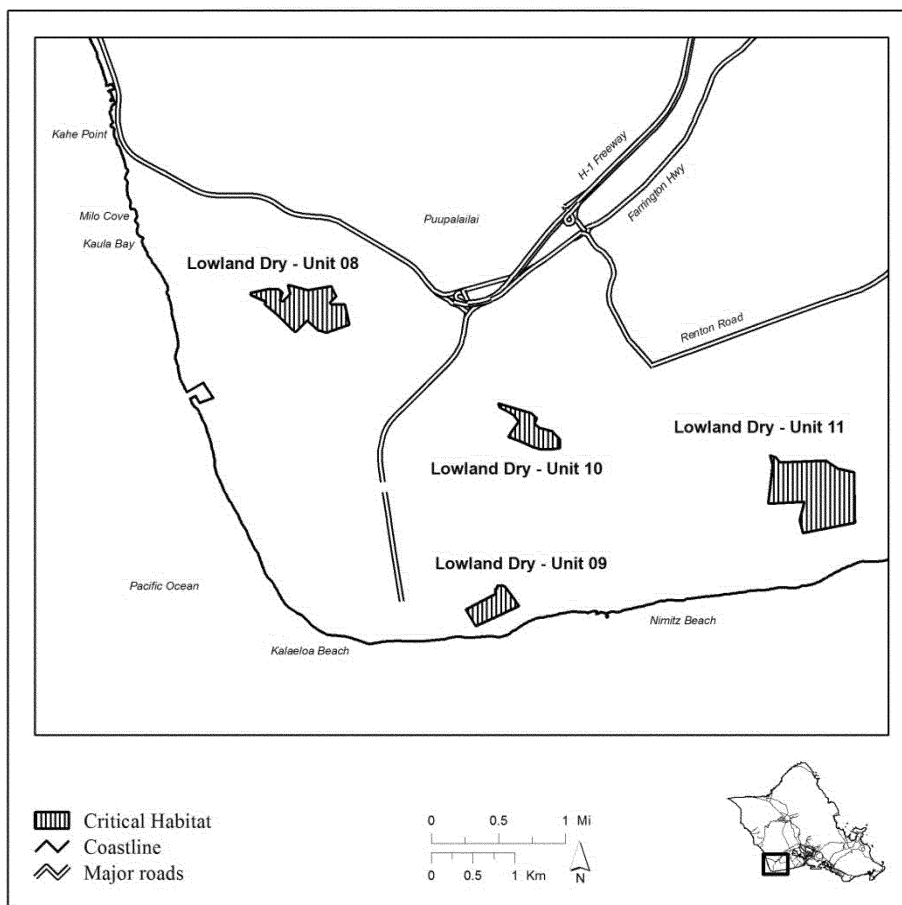 Kahe Point
H-1 Freeway
Farrington Hwy
Milo Cove
Puupalailai
Kaula Bay
Lowland Dry - Unit 08
Renton Road
Lowland Dry - Unit 11
Lowland Dry - Unit 10
Lowland Dry - Unit 09
Pacific Ocean
Nimitz Beach
Kalaeloa Beach
Critical Habitat
Coastline
Major roads
0 0.5 1 Mi
0 0.5 1 Km
N